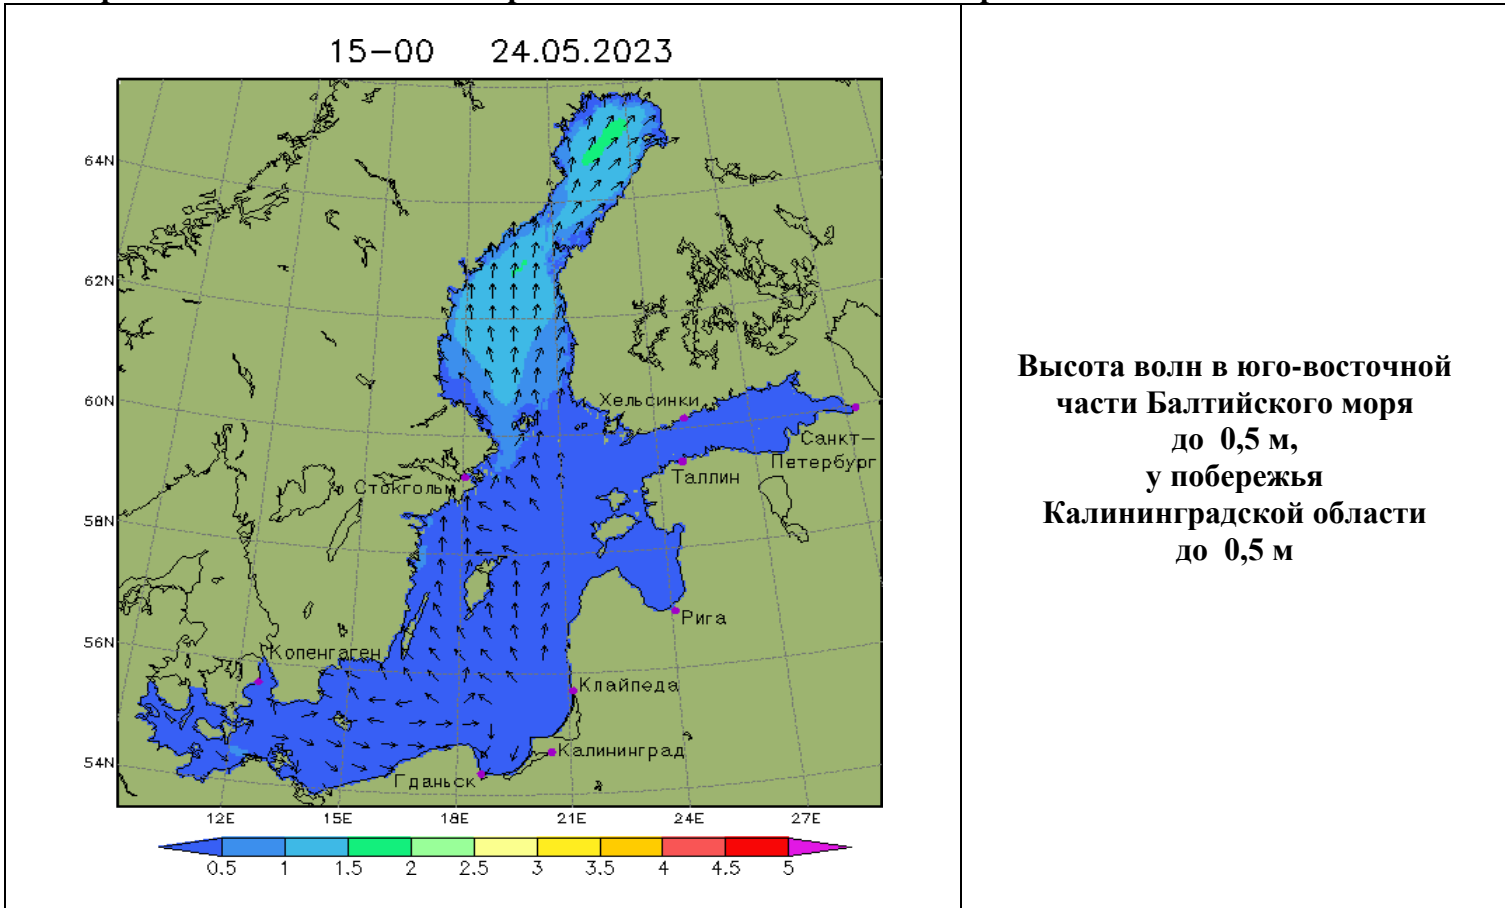 15-00 24.05.2023
64N
62N
60N
58N
56N
54N
Хельсинки
Санкт-
Петербург
Таллин
Стокгольм
Рига
Копенгаген
Клайпеда
Калининград
Гданьск
12E 15E 18E 21E 24E 27E
0.5 1 1.5 2 2.5 3 3.5 4 4.5 5
Высота волн в юго-восточной
части Балтийского моря
до 0,5 м,
у побережья
Калининградской области
до 0,5 м